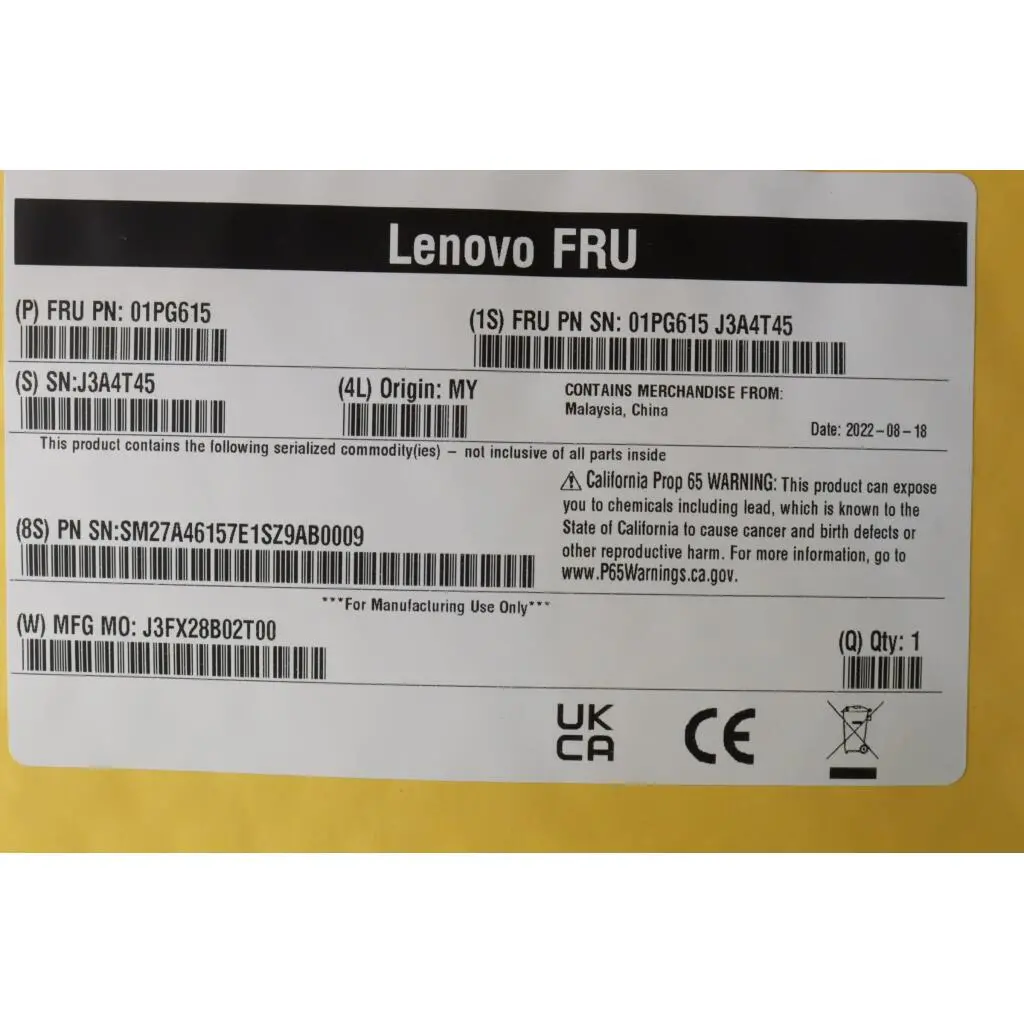 Lenovo FRU
(P) FRU PN: 01PG615
(1S) FRU PN SN: 01PG615 J3A4T45
(S) SN:J3A4T45
(4L) Origin: MY
CONTAINS MERCHANDISE FROM:
Malaysia, China
Date: 2022-08-18
This product contains the following serialized commodity(ies) – not inclusive of all parts inside
⚠ California Prop 65 WARNING: This product can expose
you to chemicals including lead, which is known to the
State of California to cause cancer and birth defects or
other reproductive harm. For more information, go to
www.P65Warnings.ca.gov.
(8S) PN SN:SM27A46157E1SZ9AB0009
***For Manufacturing Use Only***
(W) MFG MO: J3FX28B02T00
(Q) Qty: 1
UK
CA
CE